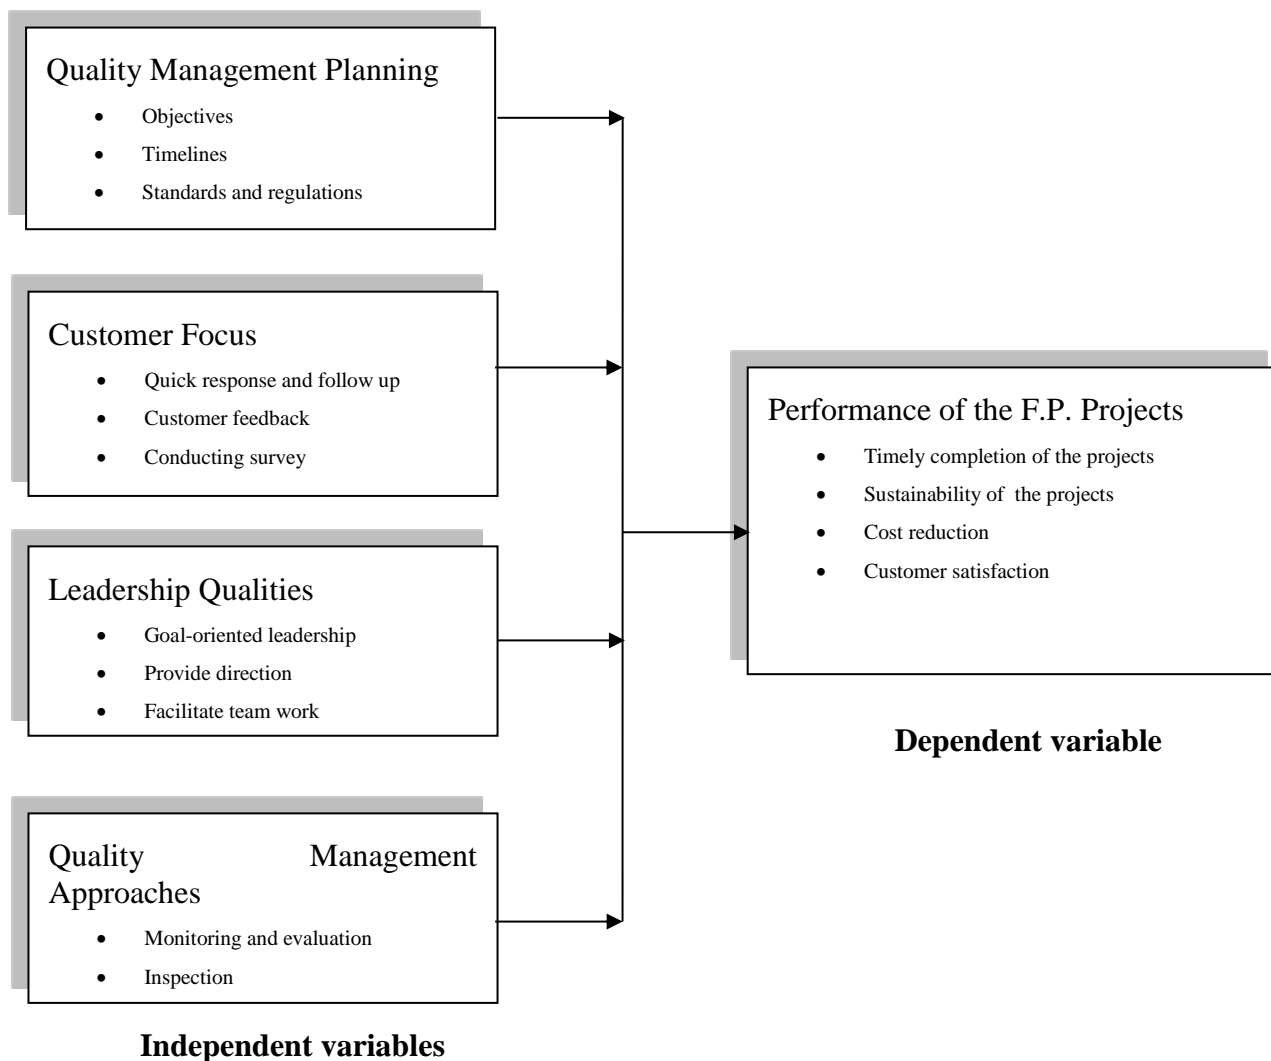 Quality Management Planning
• Objectives
• Timelines
• Standards and regulations
Customer Focus
• Quick response and follow up
• Customer feedback
• Conducting survey
Leadership Qualities
• Goal-oriented leadership
• Provide direction
• Facilitate team work
Quality Management
Approaches
• Monitoring and evaluation
• Inspection
Independent variables
Performance of the F.P. Projects
• Timely completion of the projects
• Sustainability of the projects
• Cost reduction
• Customer satisfaction
Dependent variable